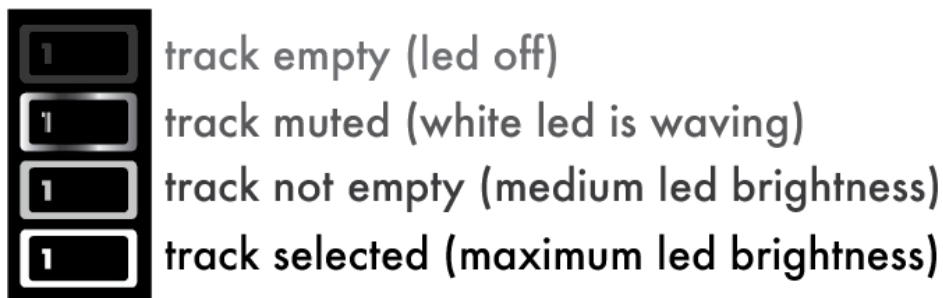 1 track empty (led off)
1 track muted (white led is waving)
1 track not empty (medium led brightness)
1 track selected (maximum led brightness)